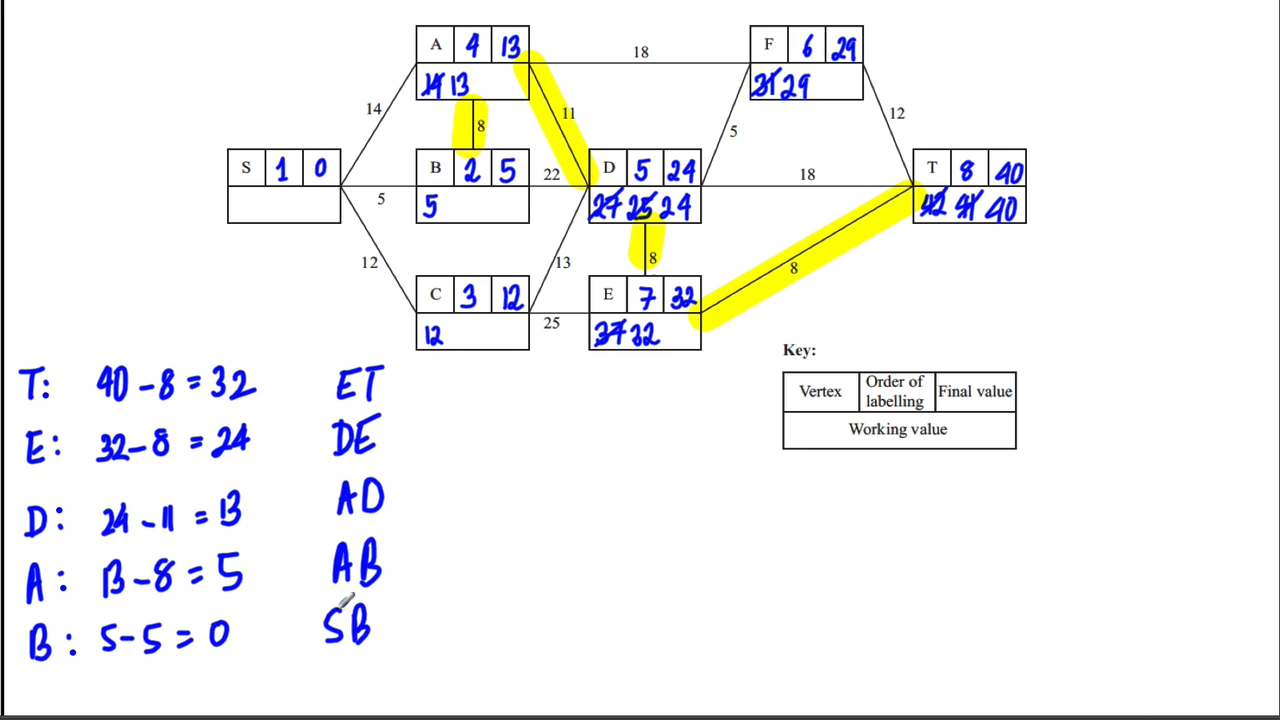 A 4 13
14 13
18
F 6 29
31 29
14
8
11
5
12
S 1 0
B 2 5
5
5
22
D 5 24
27 25 24
18
T 8 40
42 41 40
12
13
8
8
C 3 12
12
25
E 7 32
37 32
Key:
Vertex Order of labelling Final value
Working value
T: 40 - 8 = 32 ET
E: 32 - 8 = 24 DE
D: 24 - 11 = 13 AD
A: 13 - 8 = 5 AB
B: 5 - 5 = 0 SB